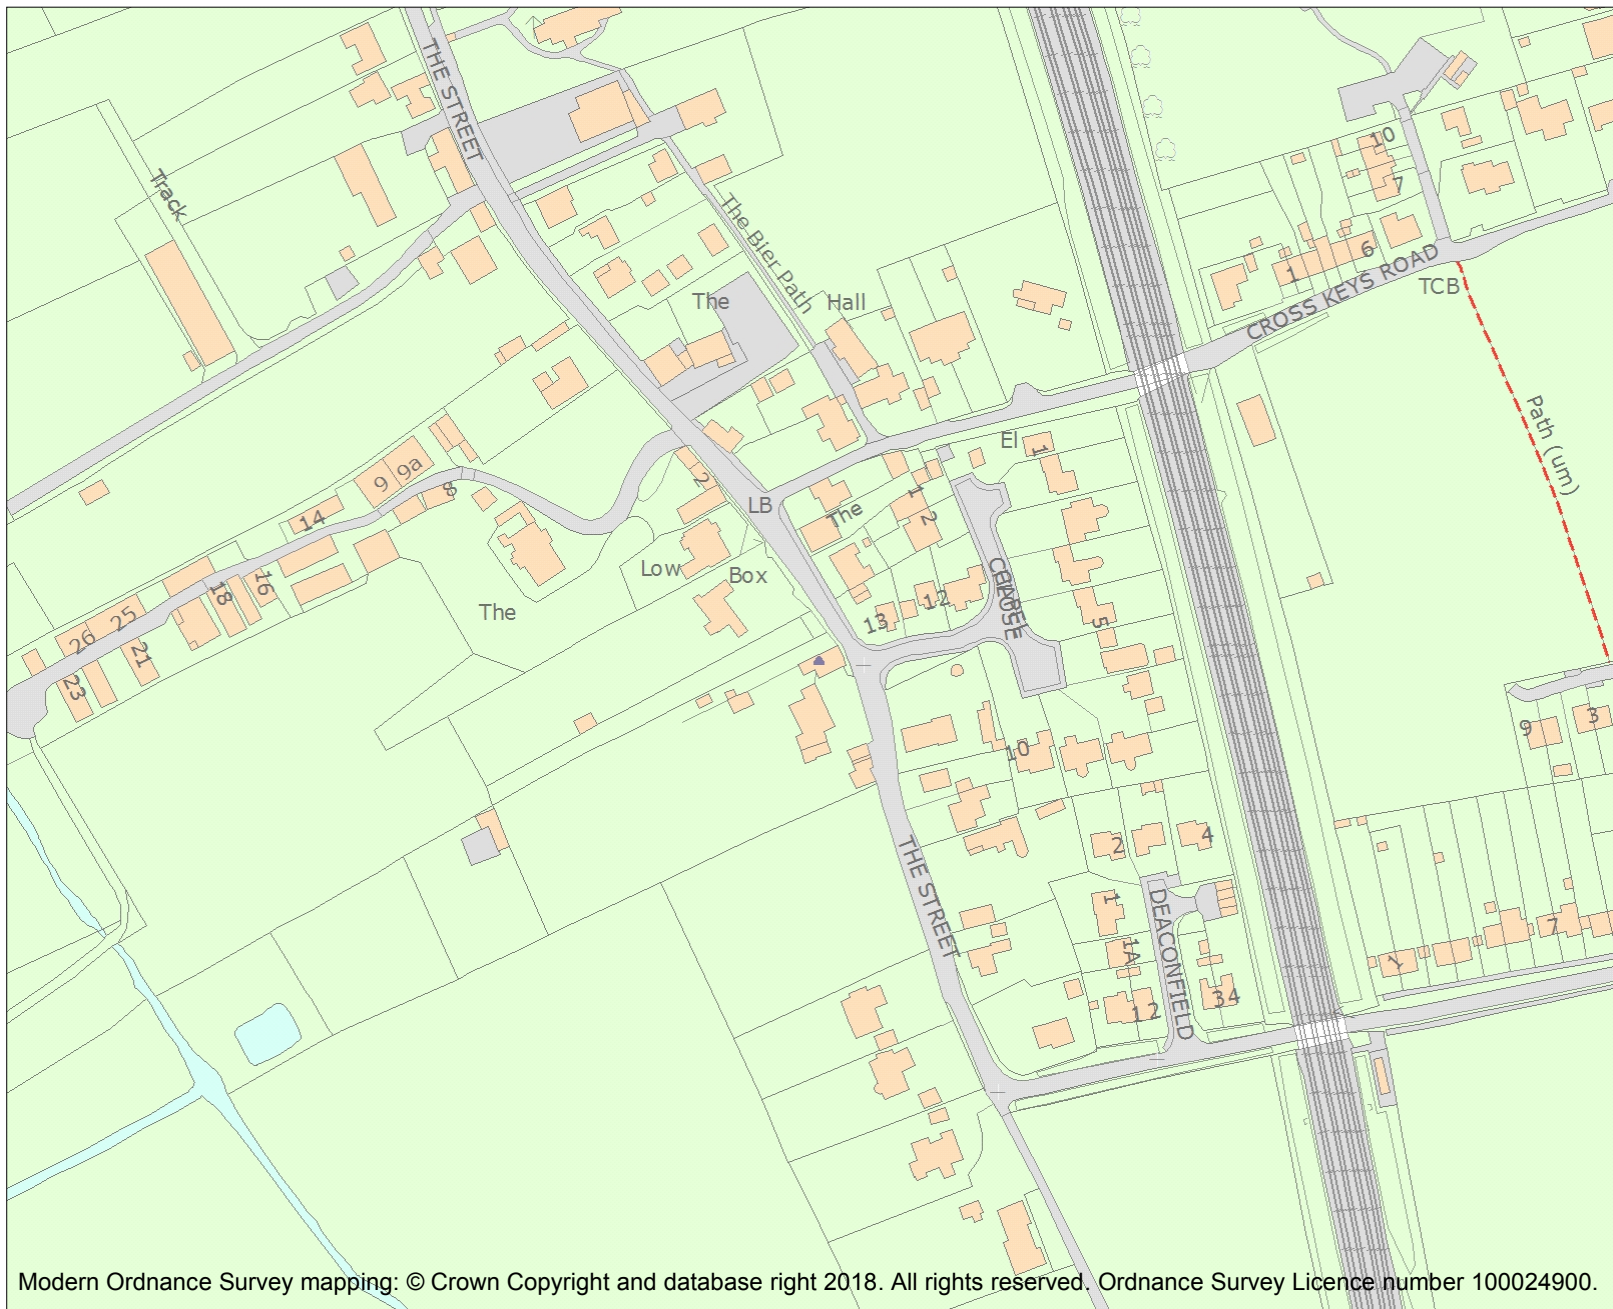 THE STREET
10
7
Track
The Bier Path
6
1
CROSS KEYS ROAD
TCB
The
Hall
Path (um)
El
1
9
9a
8
2
14
LB
The
1
2
Low
Box
CLOSE
18
16
The
12
13
5
25
26
21
23
10
9
3
THE STREET
2
4
1
DEACONFIELD
1A
7
1
1 2
34
Modern Ordnance Survey mapping: © Crown Copyright and database right 2018. All rights reserved. Ordnance Survey Licence number 100024900.